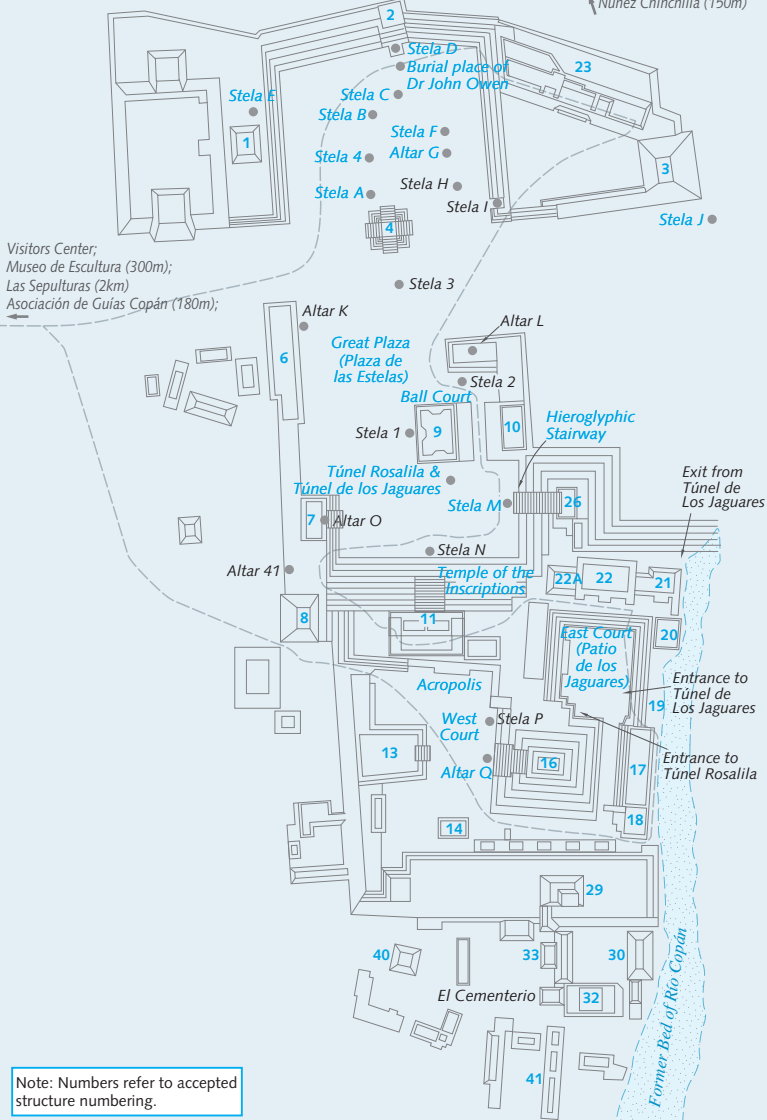 Núñez Chinchilla (150m)
2
Stela D
Burial place of
Dr John Owen
23
Stela E
Stela C
Stela B
1
Stela F
Altar G
Stela 4
3
Stela H
Stela A
Stela I
Stela J
4
Visitors Center;
Museo de Escultura (300m);
Las Sepulturas (2km)
Asociación de Guías Copán (180m);
Stela 3
Altar K
Altar L
Great Plaza
(Plaza de
las Estelas)
6
Stela 2
Ball Court
Hieroglyphic
Stairway
Stela 1
9
10
Túnel Rosalila &
Túnel de los Jaguares
Exit from
Túnel de
Los Jaguares
Stela M
26
7
Altar O
Stela N
Altar 41
Temple of the
Inscriptions
22A
22
21
8
11
20
East Court
(Patio
de los
Jaguares)
Acropolis
Entrance to
Túnel de
Los Jaguares
19
West
Court
Stela P
Entrance to
Túnel Rosalila
13
Altar Q
16
17
18
14
29
40
33
30
El Cementerio
32
Former Bed of Río Copán
41
Note: Numbers refer to accepted
structure numbering.